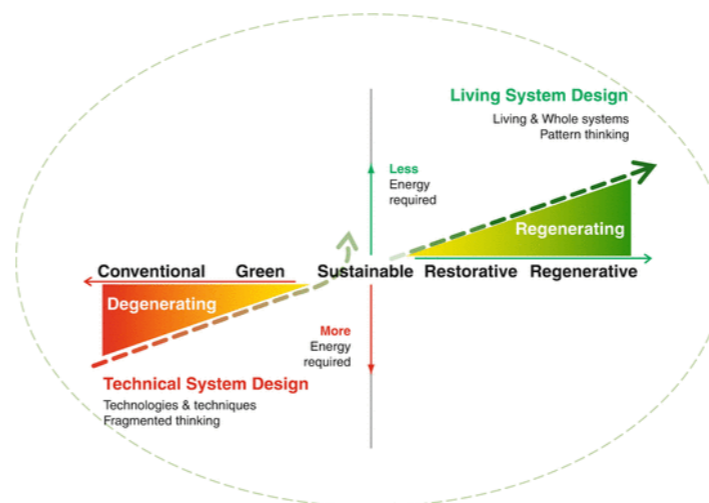 Living System Design
Living & Whole systems
Pattern thinking
Less
Energy
required
Regenerating
Conventional Green Sustainable Restorative Regenerative
Degenerating
More
Energy
required
Technical System Design
Technologies & techniques
Fragmented thinking